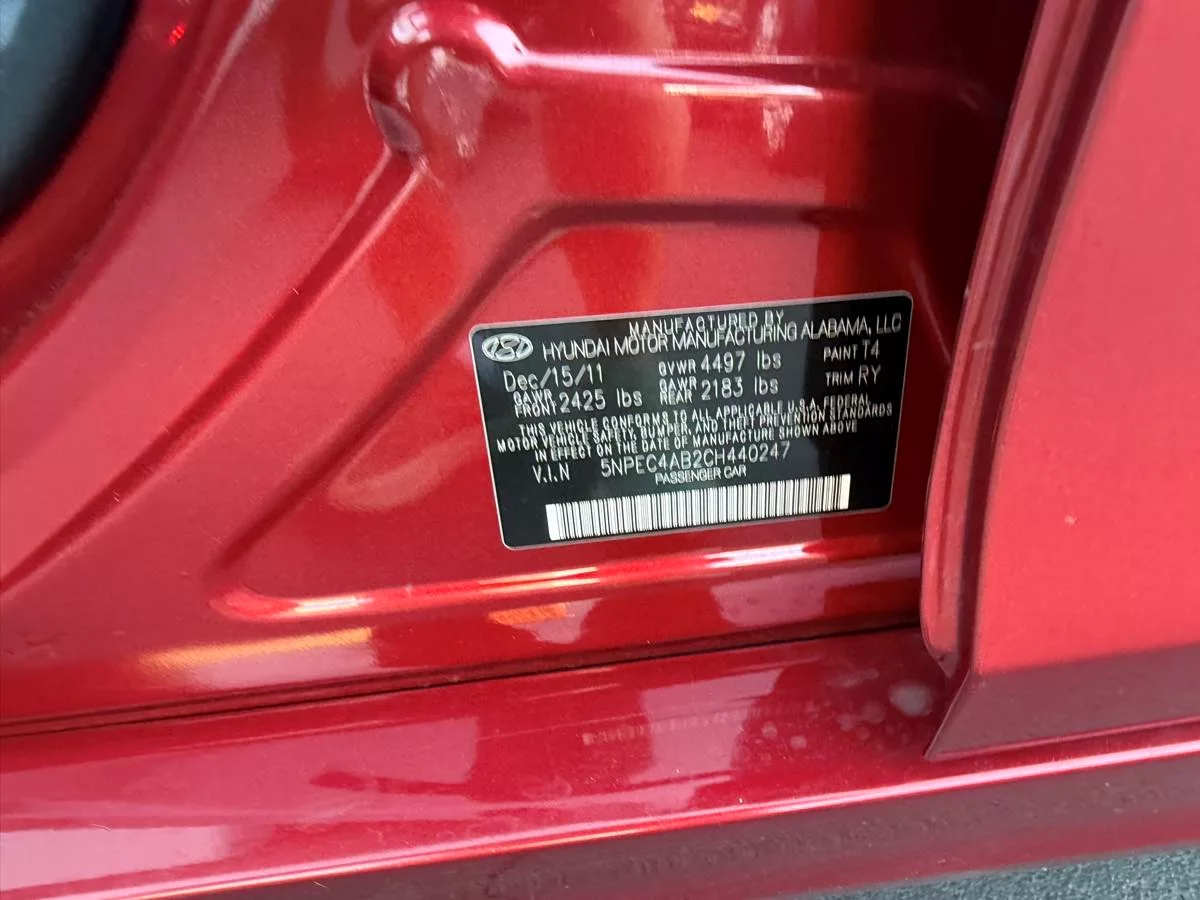 MANUFACTURED BY
HYUNDAI MOTOR MANUFACTURING ALABAMA, LLC
Dec/15/11 GVWR 4497 lbs PAINT T4
GAWR FRONT 2425 lbs GAWR REAR 2183 lbs TRIM RY
THIS VEHICLE CONFORMS TO ALL APPLICABLE U.S.A. FEDERAL
MOTOR VEHICLE SAFETY, BUMPER, AND THEFT PREVENTION STANDARDS
IN EFFECT ON THE DATE OF MANUFACTURE SHOWN ABOVE
V.I.N 5NPEC4AB2CH440247
PASSENGER CAR